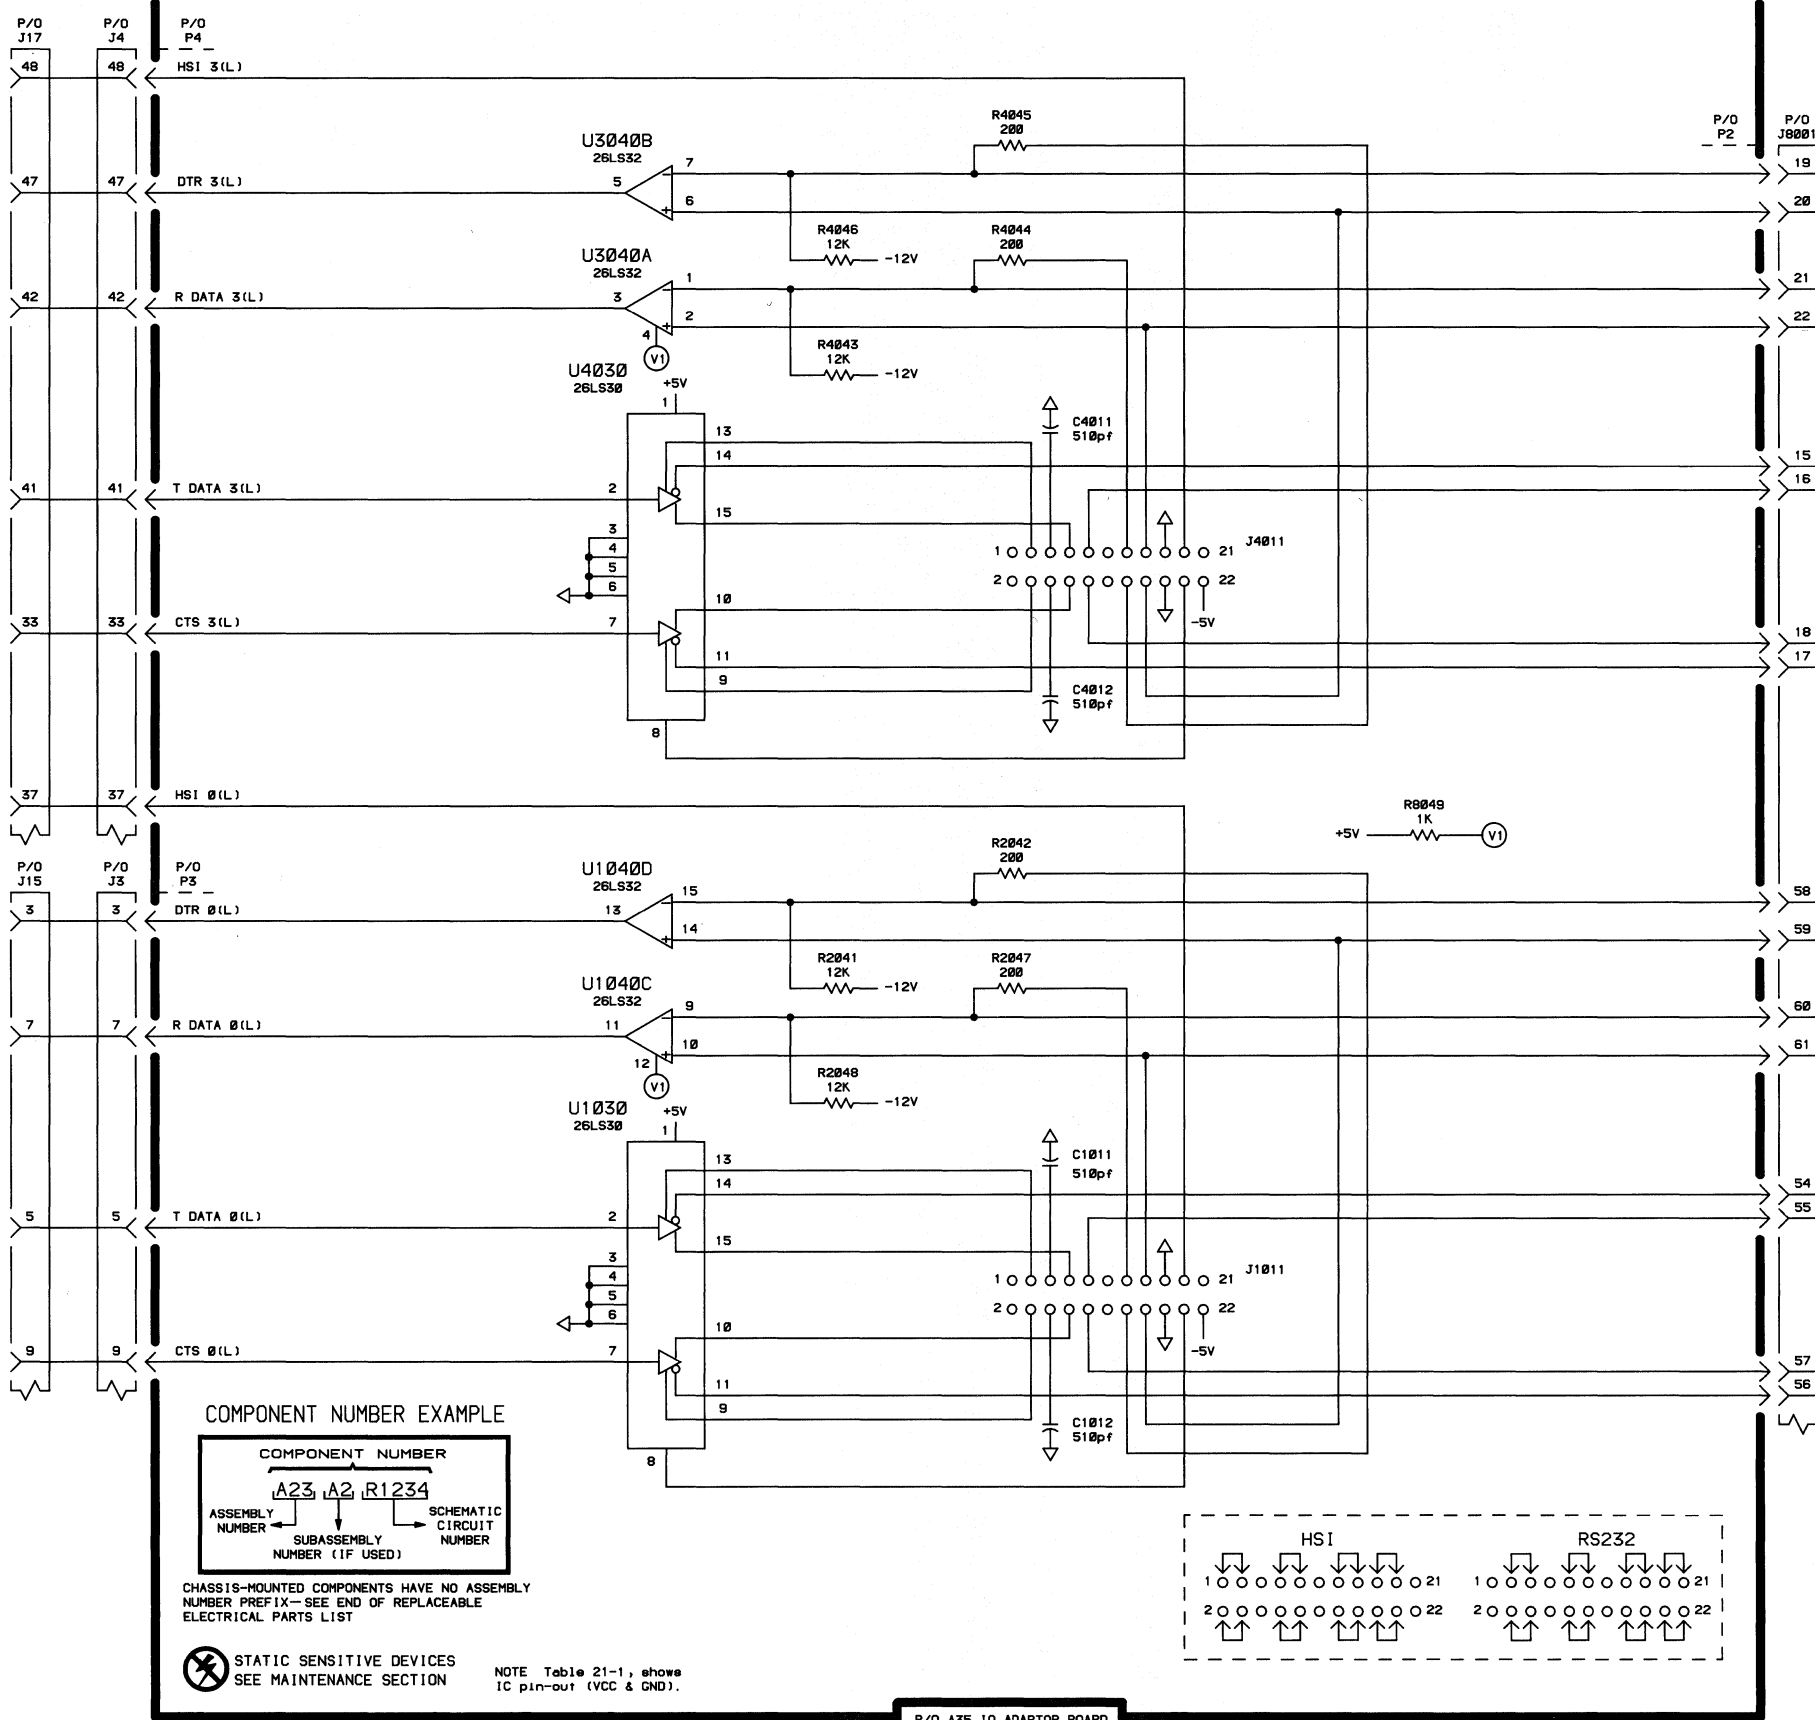 P/O J17
P/O J4
P/O P4
48
48
HSI 3(L)
R4045
200
P/O P2
P/O J8001
U3040B
26LS32
7
19
47
47
DTR 3(L)
5
6
20
R4046
12K
-12V
R4044
200
U3040A
26LS32
1
21
42
42
R DATA 3(L)
3
2
22
4
V1
R4043
12K
-12V
U4030
26LS30
+5V
1
C4011
510pf
13
14
15
41
41
T DATA 3(L)
2
16
15
3
4
5
6
1
21
J4011
2
22
-5V
10
33
33
CTS 3(L)
7
18
11
17
9
C4012
510pf
8
37
37
HSI 0(L)
R8049
1K
+5V
V1
P/O J15
P/O J3
P/O P3
R2042
200
U1040D
26LS32
15
58
3
3
DTR 0(L)
13
14
59
R2041
12K
-12V
R2047
200
U1040C
26LS32
9
60
7
7
R DATA 0(L)
11
10
61
12
V1
R2048
12K
-12V
U1030
26LS30
+5V
1
C1011
510pf
13
14
54
5
5
T DATA 0(L)
2
55
15
3
4
5
6
1
21
J1011
2
22
-5V
10
9
9
CTS 0(L)
7
57
11
56
9
C1012
510pf
8
COMPONENT NUMBER EXAMPLE
COMPONENT NUMBER
A23 A2 R1234
ASSEMBLY NUMBER
SUBASSEMBLY NUMBER (IF USED)
SCHEMATIC CIRCUIT NUMBER
CHASSIS-MOUNTED COMPONENTS HAVE NO ASSEMBLY
NUMBER PREFIX—SEE END OF REPLACEABLE
ELECTRICAL PARTS LIST
STATIC SENSITIVE DEVICES
SEE MAINTENANCE SECTION
NOTE Table 21-1, shows
IC pin-out (VCC & GND).
HSI
1
21
2
22
RS232
1
21
2
22
P/O A35 IO ADAPTOR BOARD